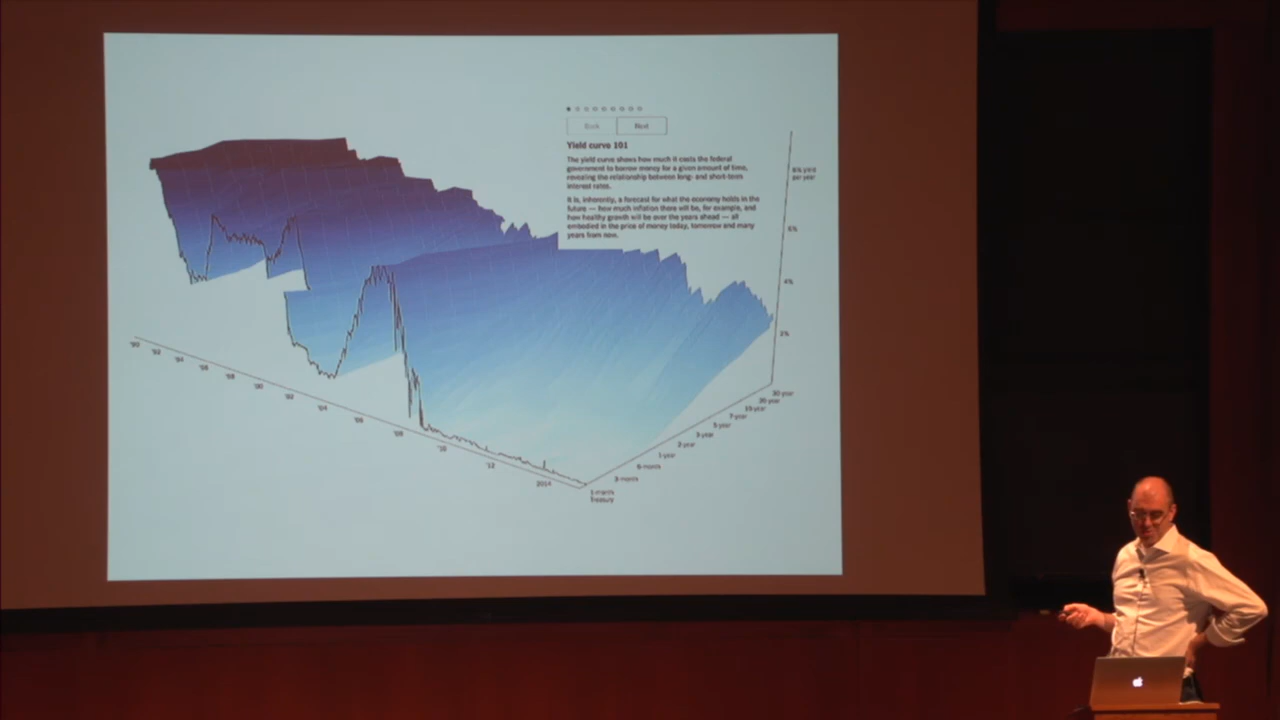 Back Next
Yield curve 101
The yield curve shows how much it costs the federal
government to borrow money for a given amount of time,
revealing the relationship between long- and short-term
interest rates.
It is, inherently, a forecast for what the economy holds in the
future — how much inflation there will be, for example, and
how healthy growth will be over the years ahead — all
embodied in the price of money today, tomorrow and many
years from now.
8% yield
per year
6%
4%
2%
'90
'92
'94
'96
'98
'00
'02
'04
'06
'08
'10
'12
2014
30-year
20-year
10-year
7-year
5-year
3-year
2-year
1-year
6-month
3-month
1-month
Treasury